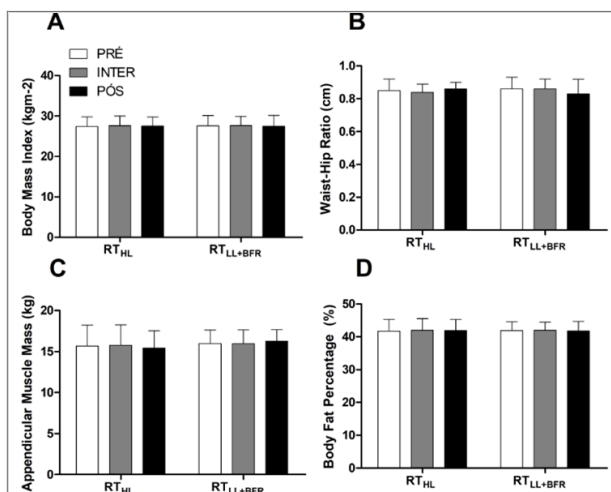 A
PRÉ
INTER
PÓS
Body Mass Index (kgm-2)
40
30
20
10
0
RTHL
RTLL+BFR
B
Waist-Hip Ratio (cm)
1.0
0.8
0.6
0.4
0.2
0.0
RTHL
RTLL+BFR
C
Appendicular Muscle Mass (kg)
20
15
10
5
0
RTHL
RTLL+BFR
D
Body Fat Percentage (%)
50
40
30
20
10
0
RTHL
RTLL+BFR